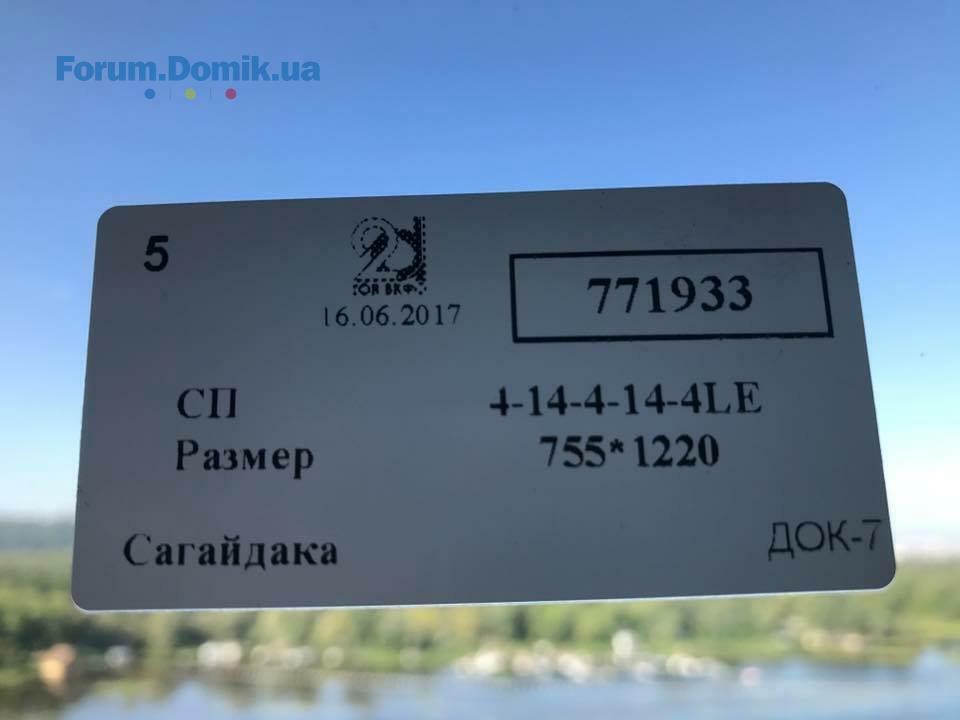 Forum.Domik.ua
5
771933
16.06.2017
СП 4-14-4-14-4LE
Размер 755*1220
Сагайдака
ДОК-7